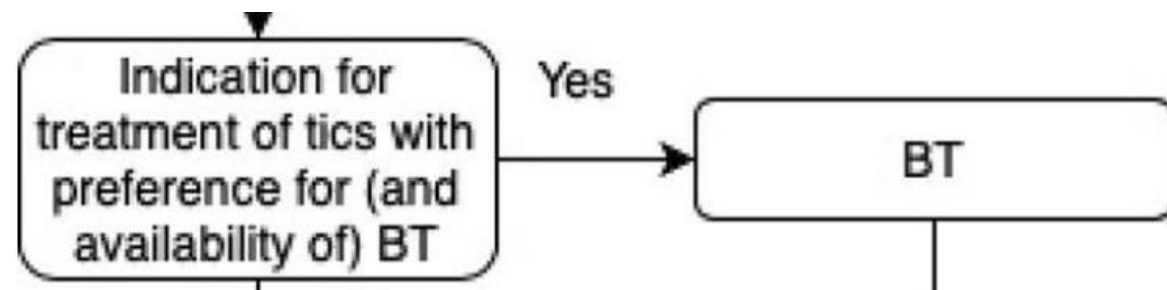 Indication for
treatment of tics with
preference for (and
availability of) BT
Yes
BT